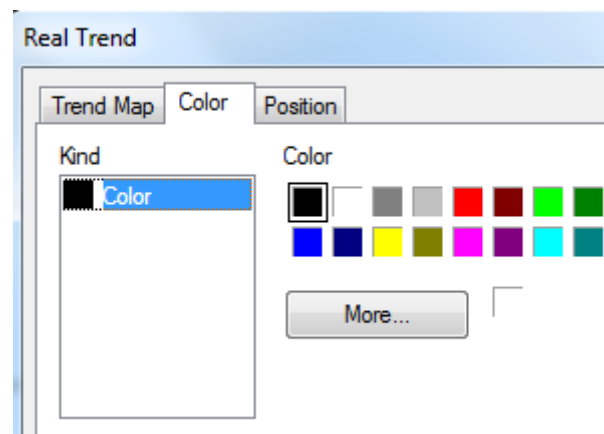 Real Trend
Trend Map Color Position
Kind Color
Color
More...